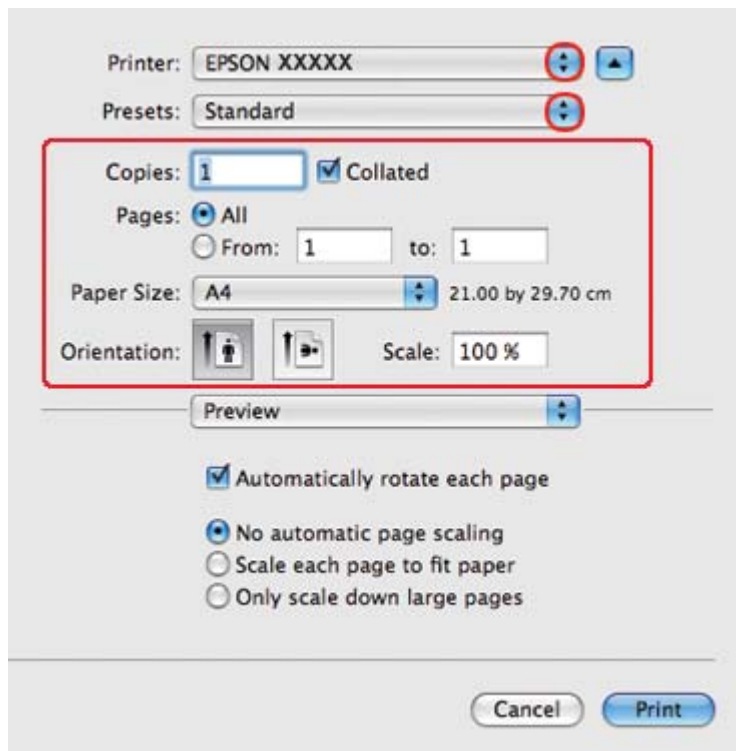 Printer: EPSON XXXXX
Presets: Standard
Copies: 1 Collated
Pages: All
From: 1 to: 1
Paper Size: A4 21.00 by 29.70 cm
Orientation: Scale: 100 %
Preview
Automatically rotate each page
No automatic page scaling
Scale each page to fit paper
Only scale down large pages
Cancel Print